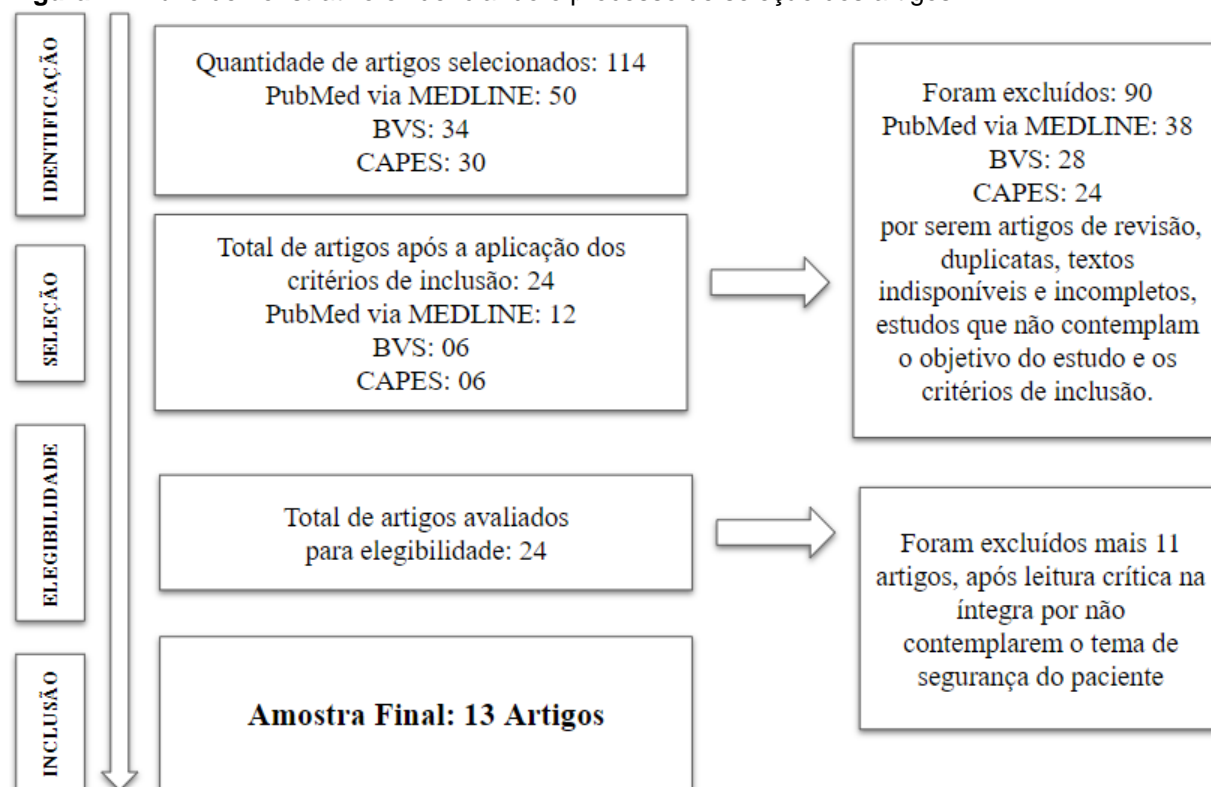 IDENTIFICAÇÃO
Quantidade de artigos selecionados: 114
PubMed via MEDLINE: 50
BVS: 34
CAPES: 30
Foram excluídos: 90
PubMed via MEDLINE: 38
BVS: 28
CAPES: 24
por serem artigos de revisão,
duplicatas, textos
indisponíveis e incompletos,
estudos que não contemplam
o objetivo do estudo e os
critérios de inclusão.
SELEÇÃO
Total de artigos após a aplicação dos
critérios de inclusão: 24
PubMed via MEDLINE: 12
BVS: 06
CAPES: 06
ELEGIBILIDADE
Total de artigos avaliados
para elegibilidade: 24
Foram excluídos mais 11
artigos, após leitura crítica na
íntegra por não
contemplarem o tema de
segurança do paciente
INCLUSÃO
Amostra Final: 13 Artigos